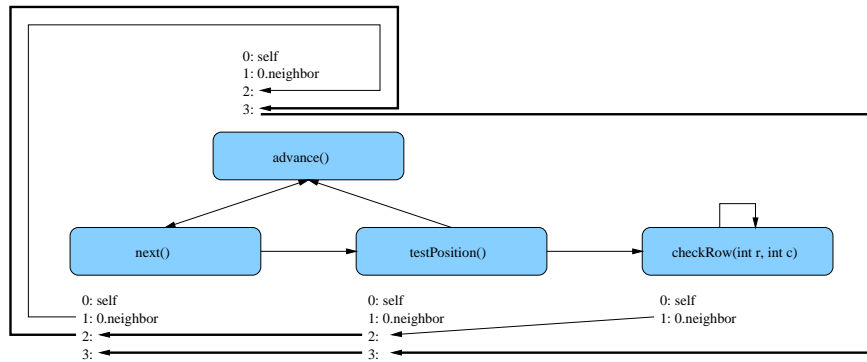 0: self
1: 0.neighbor
2:
3:
advance()
next()
testPosition()
checkRow(int r, int c)
0: self
1: 0.neighbor
2:
3:
0: self
1: 0.neighbor
2:
3:
0: self
1: 0.neighbor